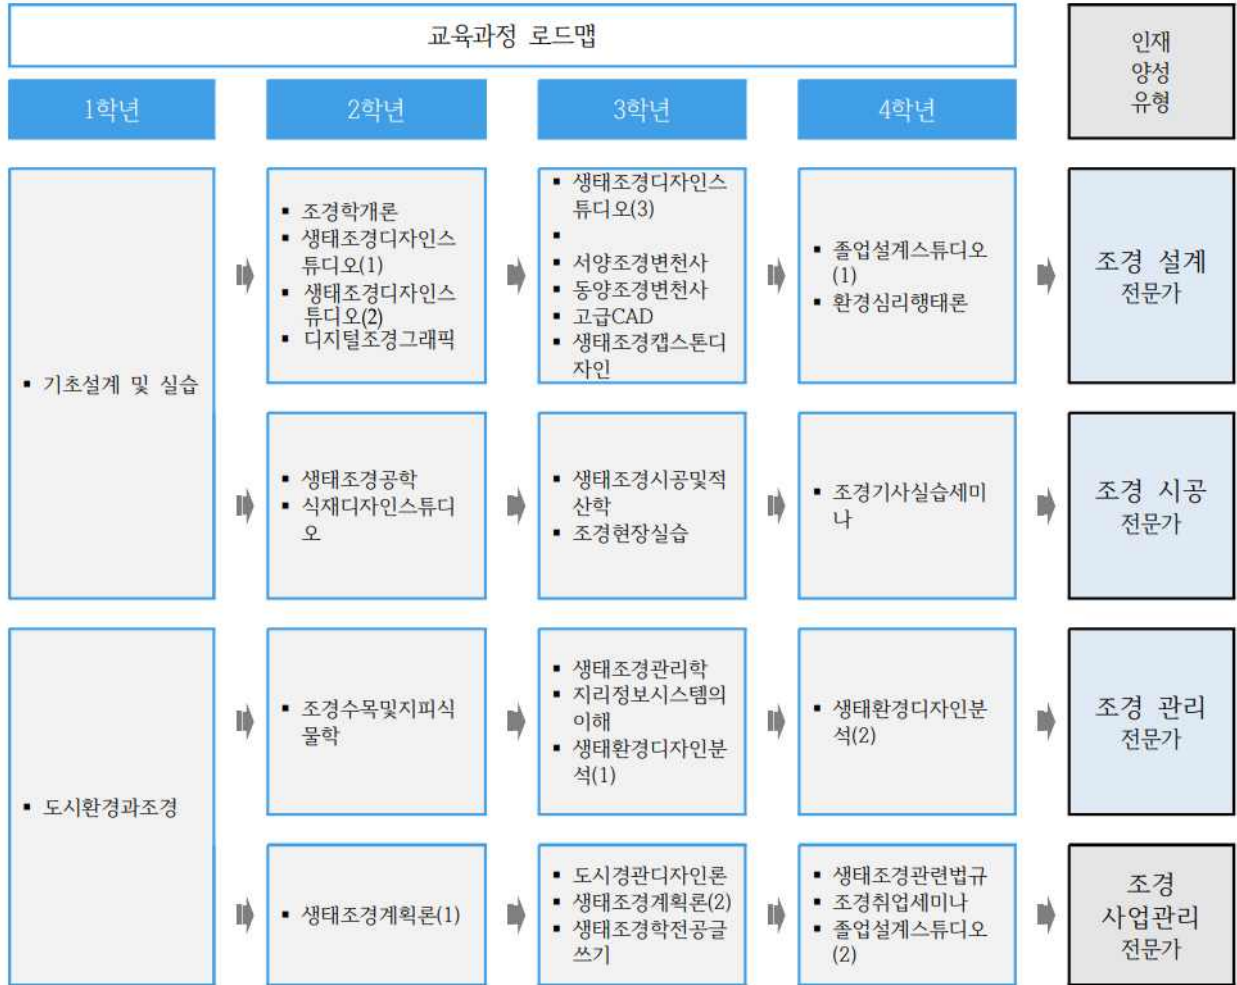 교육과정 로드맵
인재
양성
유형
1학년
2학년
3학년
4학년
▪ 기초설계 및 실습
▪ 조경학개론
▪ 생태조경디자인스
튜디오(1)
▪ 생태조경디자인스
튜디오(2)
▪ 디지털조경그래픽
▪ 생태조경디자인스
튜디오(3)
▪
▪ 서양조경변천사
▪ 동양조경변천사
▪ 고급CAD
▪ 생태조경캡스톤디
자인
▪ 졸업설계스튜디오
(1)
▪ 환경심리행태론
조경 설계
전문가
▪ 생태조경공학
▪ 식재디자인스튜디
오
▪ 생태조경시공및적
산학
▪ 조경현장실습
▪ 조경기사실습세미
나
조경 시공
전문가
▪ 도시환경과조경
▪ 조경수목및지피식
물학
▪ 생태조경관리학
▪ 지리정보시스템의
이해
▪ 생태환경디자인분
석(1)
▪ 생태환경디자인분
석(2)
조경 관리
전문가
▪ 생태조경계획론(1)
▪ 도시경관디자인론
▪ 생태조경계획론(2)
▪ 생태조경학전공글
쓰기
▪ 생태조경관련법규
▪ 조경취업세미나
▪ 졸업설계스튜디오
(2)
조경
사업관리
전문가